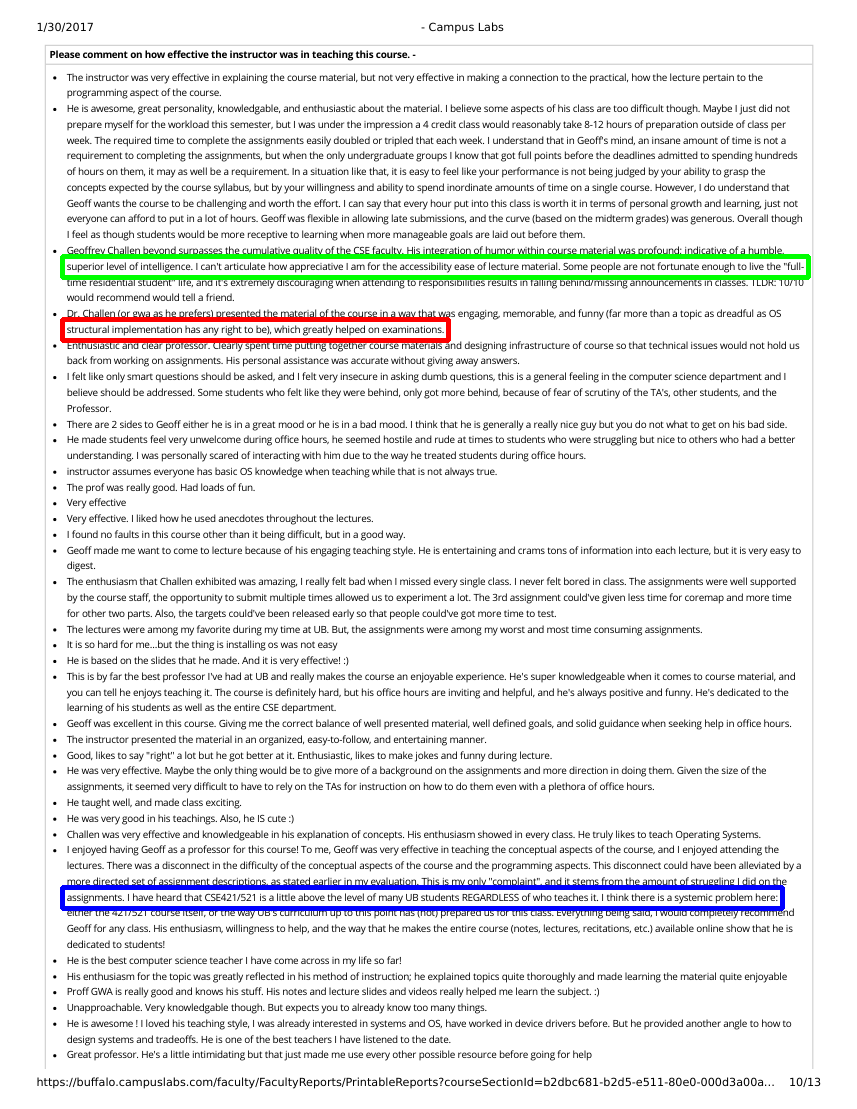 1/30/2017 - Campus Labs
Please comment on how effective the instructor was in teaching this course. -
• The instructor was very effective in explaining the course material, but not very effective in making a connection to the practical, how the lecture pertain to the
programming aspect of the course.
• He is awesome, great personality, knowledgable, and enthusiastic about the material. I believe some aspects of his class are too difficult though. Maybe I just did not
prepare myself for the workload this semester, but I was under the impression a 4 credit class would reasonably take 8-12 hours of preparation outside of class per
week. The required time to complete the assignments easily doubled or tripled that each week. I understand that in Geoff's mind, an insane amount of time is not a
requirement to completing the assignments, but when the only undergraduate groups I know that got full points before the deadlines admitted to spending hundreds
of hours on them, it may as well be a requirement. In a situation like that, it is easy to feel like your performance is not being judged by your ability to grasp the
concepts expected by the course syllabus, but by your willingness and ability to spend inordinate amounts of time on a single course. However, I do understand that
Geoff wants the course to be challenging and worth the effort. I can say that every hour put into this class is worth it in terms of personal growth and learning, just not
everyone can afford to put in a lot of hours. Geoff was flexible in allowing late submissions, and the curve (based on the midterm grades) was generous. Overall though
I feel as though students would be more receptive to learning when more manageable goals are laid out before them.
• Geoffrey Challen beyond surpasses the cumulative quality of the CSE faculty. His integration of humor within course material was profound; indicative of a humble,
superior level of intelligence. I can't articulate how appreciative I am for the accessibility ease of lecture material. Some people are not fortunate enough to live the "full-
time residential student" life, and it's extremely discouraging when attending to responsibilities results in falling behind/missing announcements in classes. TLDR: 10/10
would recommend would tell a friend.
• Dr. Challen (or gwa as he prefers) presented the material of the course in a way that was engaging, memorable, and funny (far more than a topic as dreadful as OS
structural implementation has any right to be), which greatly helped on examinations.
• Enthusiastic and clear professor. Clearly spent time putting together course materials and designing infrastructure of course so that technical issues would not hold us
back from working on assignments. His personal assistance was accurate without giving away answers.
• I felt like only smart questions should be asked, and I felt very insecure in asking dumb questions, this is a general feeling in the computer science department and I
believe should be addressed. Some students who felt like they were behind, only got more behind, because of fear of scrutiny of the TA's, other students, and the
Professor.
• There are 2 sides to Geoff either he is in a great mood or he is in a bad mood. I think that he is generally a really nice guy but you do not what to get on his bad side.
• He made students feel very unwelcome during office hours, he seemed hostile and rude at times to students who were struggling but nice to others who had a better
understanding. I was personally scared of interacting with him due to the way he treated students during office hours.
• instructor assumes everyone has basic OS knowledge when teaching while that is not always true.
• The prof was really good. Had loads of fun.
• Very effective
• Very effective. I liked how he used anecdotes throughout the lectures.
• I found no faults in this course other than it being difficult, but in a good way.
• Geoff made me want to come to lecture because of his engaging teaching style. He is entertaining and crams tons of information into each lecture, but it is very easy to
digest.
• The enthusiasm that Challen exhibited was amazing, I really felt bad when I missed every single class. I never felt bored in class. The assignments were well supported
by the course staff, the opportunity to submit multiple times allowed us to experiment a lot. The 3rd assignment could've given less time for coremap and more time
for other two parts. Also, the targets could've been released early so that people could've got more time to test.
• The lectures were among my favorite during my time at UB. But, the assignments were among my worst and most time consuming assignments.
• It is so hard for me...but the thing is installing os was not easy
• He is based on the slides that he made. And it is very effective! :)
• This is by far the best professor I've had at UB and really makes the course an enjoyable experience. He's super knowledgeable when it comes to course material, and
you can tell he enjoys teaching it. The course is definitely hard, but his office hours are inviting and helpful, and he's always positive and funny. He's dedicated to the
learning of his students as well as the entire CSE department.
• Geoff was excellent in this course. Giving me the correct balance of well presented material, well defined goals, and solid guidance when seeking help in office hours.
• The instructor presented the material in an organized, easy-to-follow, and entertaining manner.
• Good, likes to say "right" a lot but he got better at it. Enthusiastic, likes to make jokes and funny during lecture.
• He was very effective. Maybe the only thing would be to give more of a background on the assignments and more direction in doing them. Given the size of the
assignments, it seemed very difficult to have to rely on the TAs for instruction on how to do them even with a plethora of office hours.
• He taught well, and made class exciting.
• He was very good in his teachings. Also, he IS cute :)
• Challen was very effective and knowledgeable in his explanation of concepts. His enthusiasm showed in every class. He truly likes to teach Operating Systems.
• I enjoyed having Geoff as a professor for this course! To me, Geoff was very effective in teaching the conceptual aspects of the course, and I enjoyed attending the
lectures. There was a disconnect in the difficulty of the conceptual aspects of the course and the programming aspects. This disconnect could have been alleviated by a
more directed set of assignment descriptions, as stated earlier in my evaluation. This is my only "complaint", and it stems from the amount of struggling I did on the
assignments. I have heard that CSE421/521 is a little above the level of many UB students REGARDLESS of who teaches it. I think there is a systemic problem here:
either the 421/521 course itself, or the way UB's curriculum up to this point has (not) prepared us for this class. Everything being said, I would completely recommend
Geoff for any class. His enthusiasm, willingness to help, and the way that he makes the entire course (notes, lectures, recitations, etc.) available online show that he is
dedicated to students!
• He is the best computer science teacher I have come across in my life so far!
• His enthusiasm for the topic was greatly reflected in his method of instruction; he explained topics quite thoroughly and made learning the material quite enjoyable
• Proff GWA is really good and knows his stuff. His notes and lecture slides and videos really helped me learn the subject. :)
• Unapproachable. Very knowledgable though. But expects you to already know too many things.
• He is awesome ! I loved his teaching style, I was already interested in systems and OS, have worked in device drivers before. But he provided another angle to how to
design systems and tradeoffs. He is one of the best teachers I have listened to the date.
• Great professor. He's a little intimidating but that just made me use every other possible resource before going for help
https://buffalo.campuslabs.com/faculty/FacultyReports/PrintableReports?courseSectionId=b2dbc681-b2d5-e511-80e0-000d3a00a... 10/13